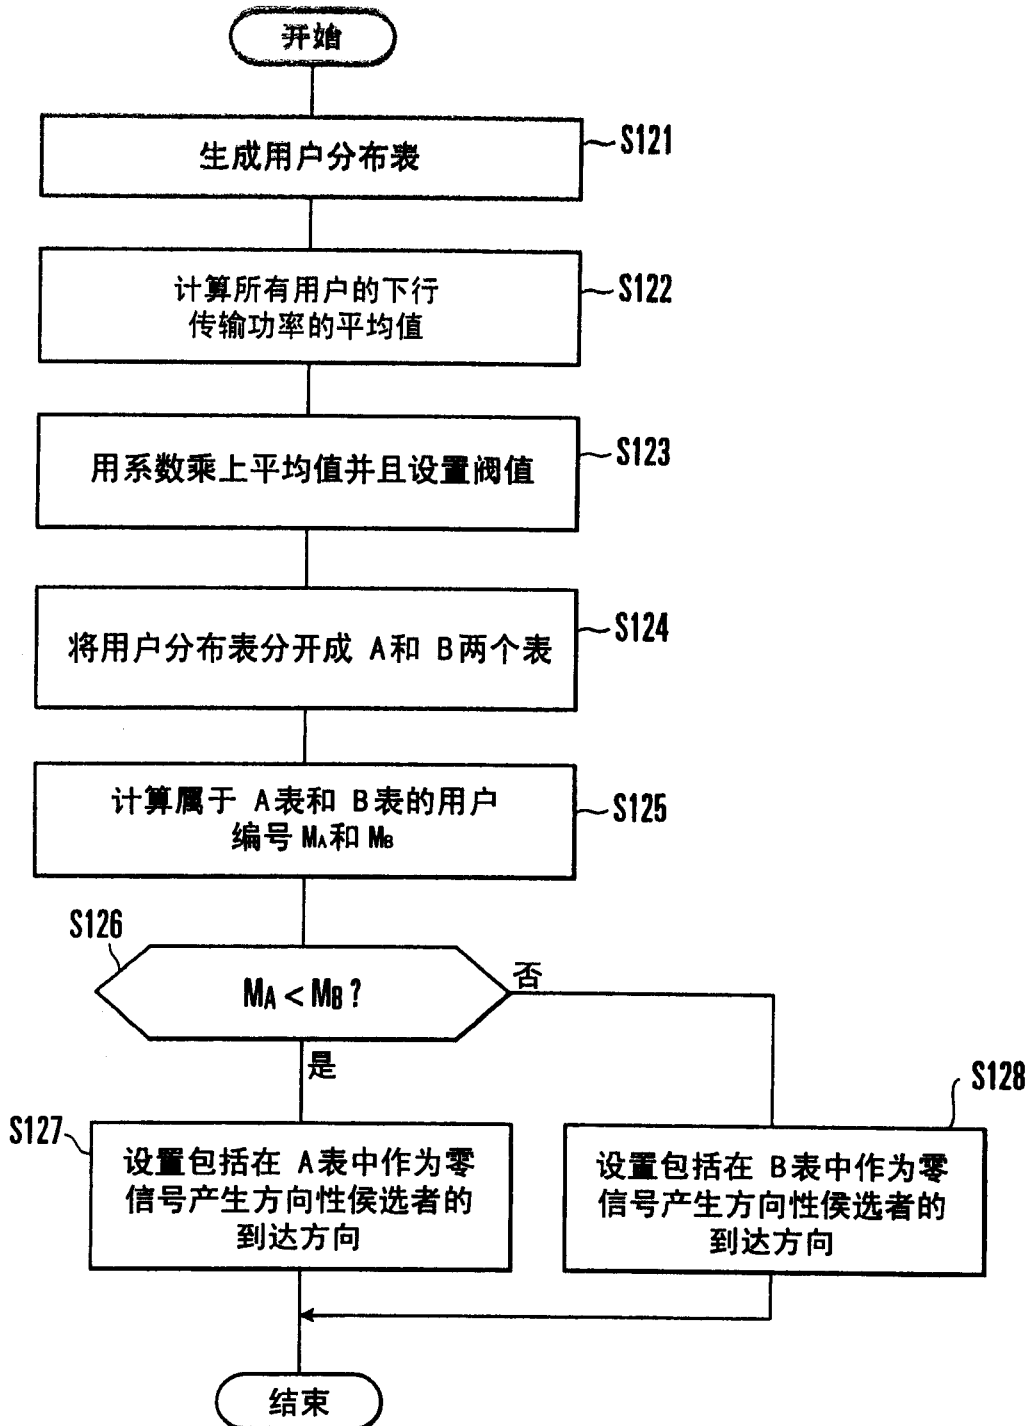 开始
生成用户分布表
S121
计算所有用户的下行
传输功率的平均值
S122
用系数乘上平均值并且设置阀值
S123
将用户分布表分开成 A和 B两个表
S124
计算属于 A表和 B表的用户
编号 MA和 MB
S125
S126
MA < MB ?
否
是
S127
设置包括在 A表中作为零
信号产生方向性侯选者的
到达方向
S128
设置包括在 B表中作为零
信号产生方向性侯选者的
到达方向
结束